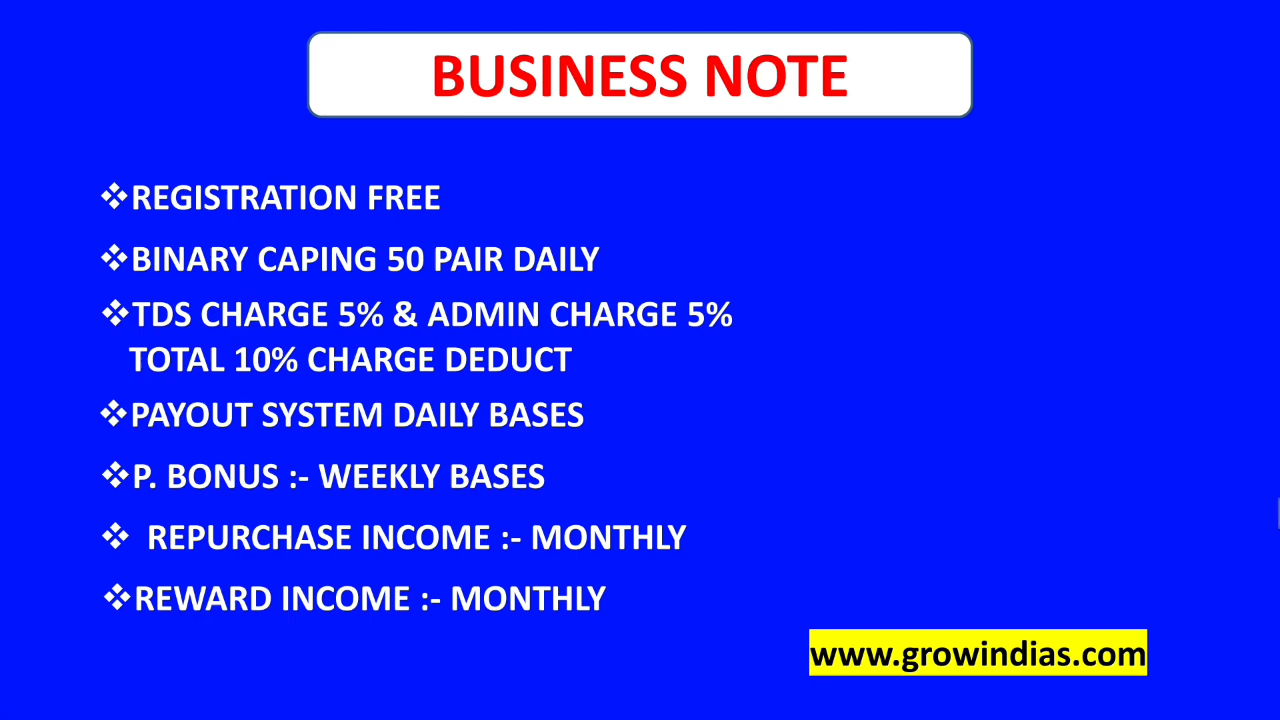 BUSINESS NOTE
❖REGISTRATION FREE
❖BINARY CAPING 50 PAIR DAILY
❖TDS CHARGE 5% & ADMIN CHARGE 5%
TOTAL 10% CHARGE DEDUCT
❖PAYOUT SYSTEM DAILY BASES
❖P. BONUS :- WEEKLY BASES
❖ REPURCHASE INCOME :- MONTHLY
❖REWARD INCOME :- MONTHLY
www.growindias.com